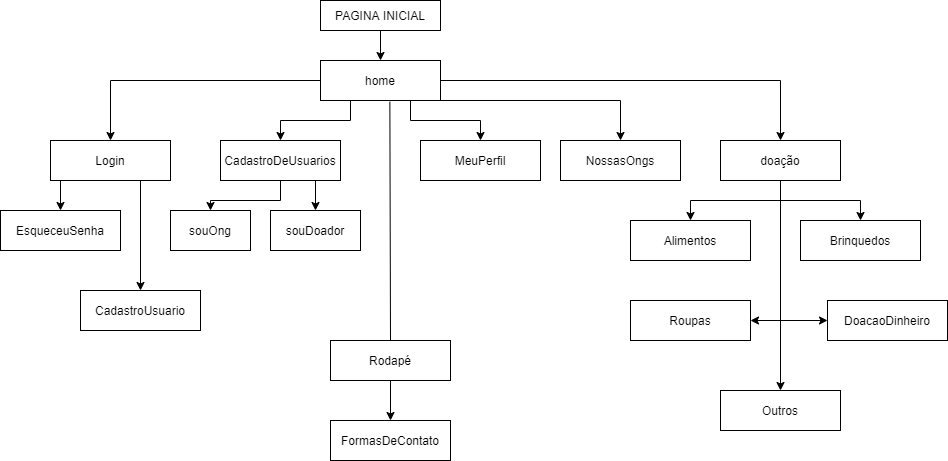 PAGINA INICIAL
home
Login
CadastroDeUsuarios
MeuPerfil
NossasOngs
doação
EsqueceuSenha
souOng
souDoador
Alimentos
Brinquedos
CadastroUsuario
Roupas
DoacaoDinheiro
Rodapé
Outros
FormasDeContato